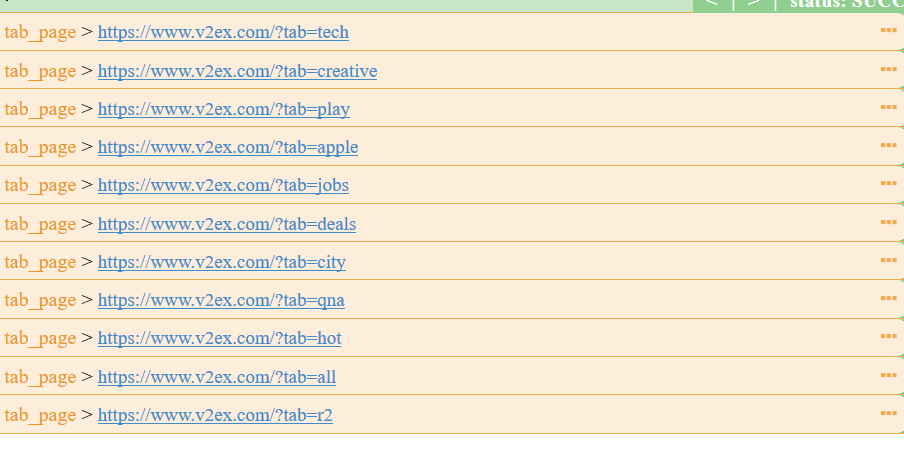 < | > | status: SUCC
tab_page > https://www.v2ex.com/?tab=tech
tab_page > https://www.v2ex.com/?tab=creative
tab_page > https://www.v2ex.com/?tab=play
tab_page > https://www.v2ex.com/?tab=apple
tab_page > https://www.v2ex.com/?tab=jobs
tab_page > https://www.v2ex.com/?tab=deals
tab_page > https://www.v2ex.com/?tab=city
tab_page > https://www.v2ex.com/?tab=qna
tab_page > https://www.v2ex.com/?tab=hot
tab_page > https://www.v2ex.com/?tab=all
tab_page > https://www.v2ex.com/?tab=r2